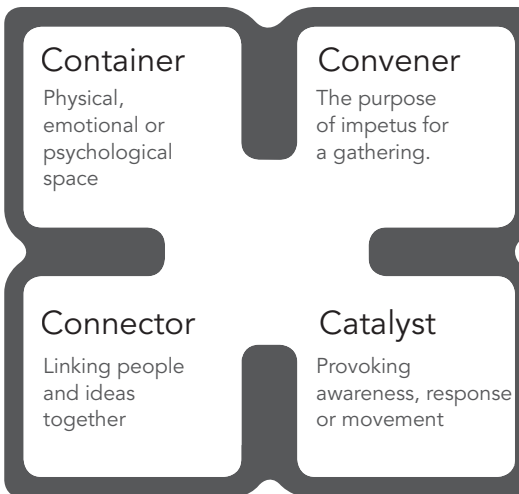 Container
Physical,
emotional or
psychological
space
Convener
The purpose
of impetus for
a gathering.
Connector
Linking people
and ideas
together
Catalyst
Provoking
awareness, response
or movement